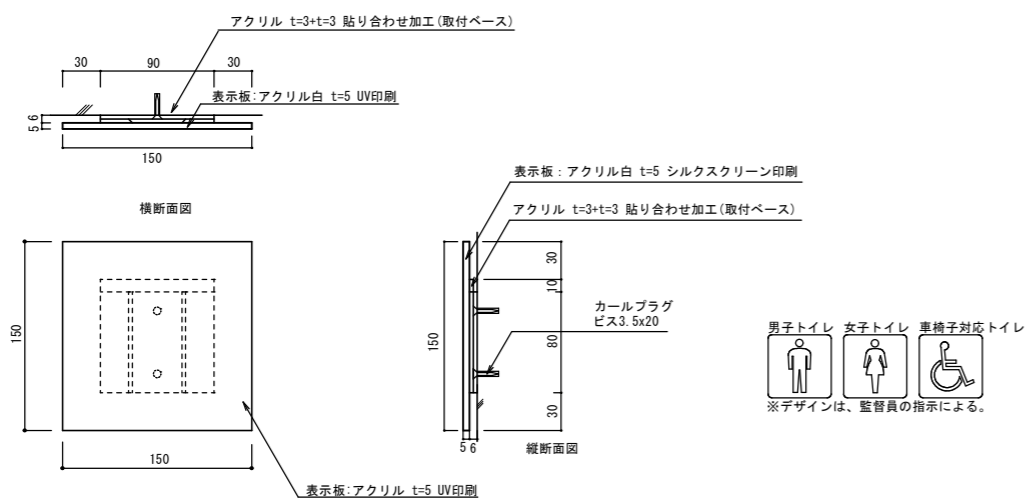 アクリル t=3+t=3 貼り合わせ加工(取付ベース)
30
90
30
表示板:アクリル白 t=5 UV印刷
5 6
150
横断面図
150
150
表示板:アクリル t=5 UV印刷
表示板：アクリル白 t=5 シルクスクリーン印刷
アクリル t=3+t=3 貼り合わせ加工(取付ベース)
30
10
カールプラグ
ビス3.5x20
150
80
30
5 6
縦断面図
男子トイレ 女子トイレ 車椅子対応トイレ
※デザインは、監督員の指示による。